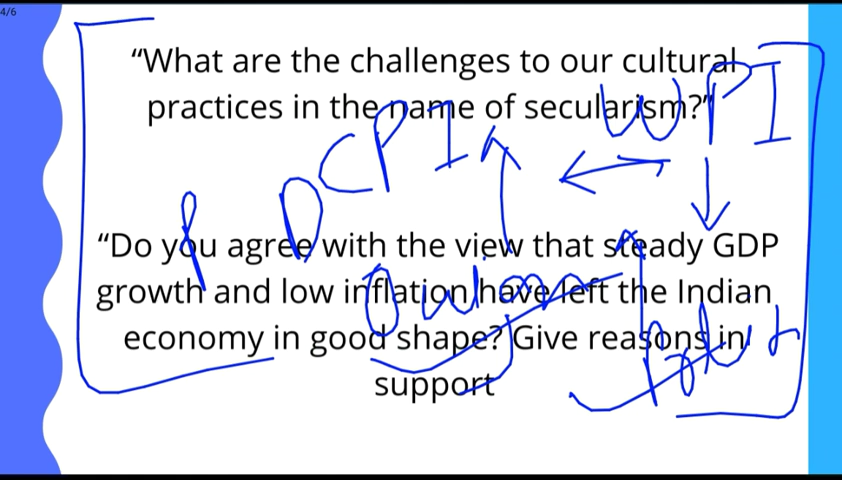 4/6
“What are the challenges to our cultural
practices in the name of secularism?”
WPI
CPI
“Do you agree with the view that steady GDP
growth and low inflation have left the Indian
economy in good shape? Give reasons in
support